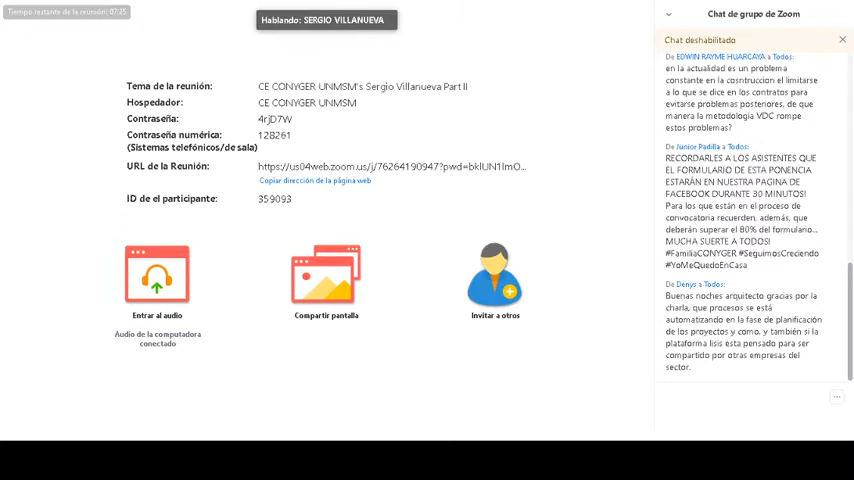 Tiempo restante de la reunión: 07:25
Hablando: SERGIO VILLANUEVA
Tema de la reunión: CE CONYGER UNMSM's Sergio Villanueva Part II
Hospedador: CE CONYGER UNMSM
Contraseña: 4rjD7W
Contraseña numérica: 128261
(Sistemas telefónicos/de sala)
URL de la Reunión: https://us04web.zoom.us/j/76264190947?pwd=bklUN1lmO...
Copiar dirección de la página web
ID de el participante: 359093
Entrar al audio
Audio de la computadora
conectado
Compartir pantalla
Invitar a otros
Chat de grupo de Zoom
Chat deshabilitado
De EDWIN RAYME HUARCAYA a Todos:
en la actualidad es un problema
constante en la cosntruccion el limitarse
a lo que se dice en los contratos para
evitarse problemas posteriores, de que
manera la metodologia VDC rompe
estos problemas?
De Junior Padilla a Todos:
RECORDARLES A LOS ASISTENTES QUE
EL FORMULARIO DE ESTA PONENCIA
ESTARÁN EN NUESTRA PAGINA DE
FACEBOOK DURANTE 30 MINUTOS!
Para los que están en el proceso de
convocatoria recuerden, además, que
deberán superar el 80% del formulario...
MUCHA SUERTE A TODOS!
#FamiliaCONYGER #SeguimosCreciendo
#YoMeQuedoEnCasa
De Denys a Todos:
Buenas noches arquitecto gracias por la
charla, que procesos se está
automatizando en la fase de planificación
de los proyectos y como, y también si la
plataforma lisis esta pensado para ser
compartido por otras empresas del
sector.